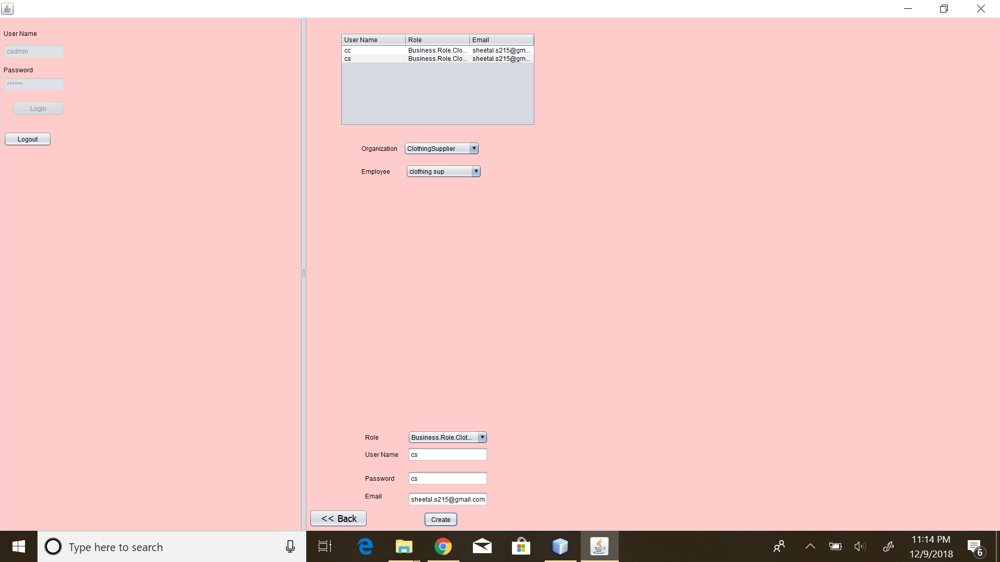 User Name
cadmin
Password
******
Login
Logout
User Name Role Email
cc Business.Role.Clo... sheetal.s215@gm...
cs Business.Role.Clo... sheetal.s215@gm...
Organization ClothingSupplier
Employee clothing sup
Role Business.Role.Clot...
User Name cs
Password cs
Email sheetal.s215@gmail.com
<< Back Create
Type here to search
11:14 PM
12/9/2018
6